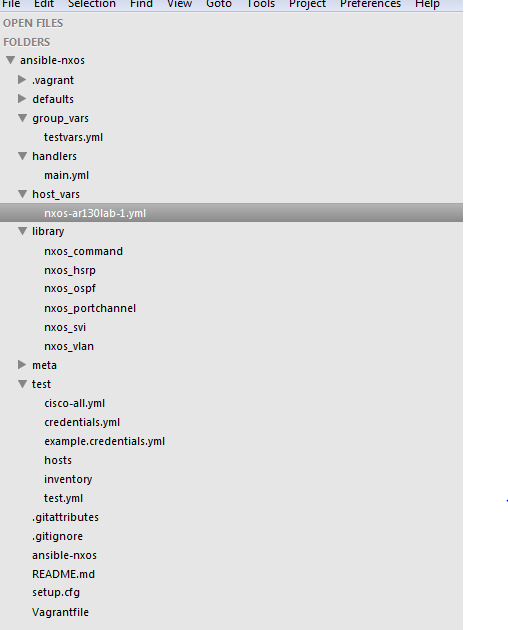 File Edit Selection Find View Goto Tools Project Preferences Help
OPEN FILES
FOLDERS
ansible-nxos
.vagrant
defaults
group_vars
testvars.yml
handlers
main.yml
host_vars
nxos-ar130lab-1.yml
library
nxos_command
nxos_hsrp
nxos_ospf
nxos_portchannel
nxos_svi
nxos_vlan
meta
test
cisco-all.yml
credentials.yml
example.credentials.yml
hosts
inventory
test.yml
.gitattributes
.gitignore
ansible-nxos
README.md
setup.cfg
Vagrantfile